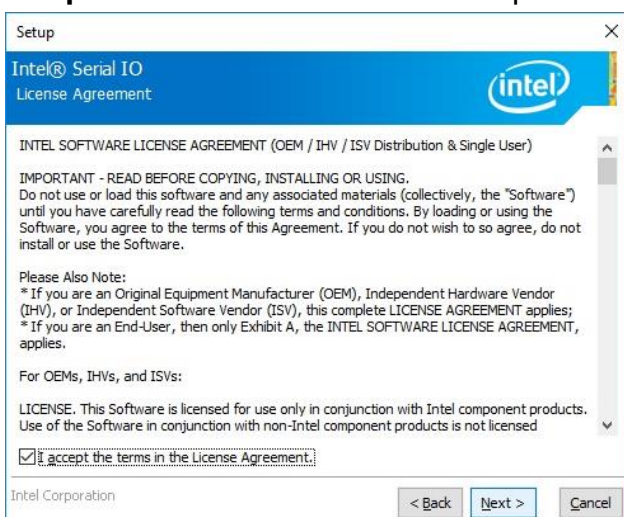 Setup
Intel® Serial IO
License Agreement
intel
INTEL SOFTWARE LICENSE AGREEMENT (OEM / IHV / ISV Distribution & Single User)
IMPORTANT - READ BEFORE COPYING, INSTALLING OR USING.
Do not use or load this software and any associated materials (collectively, the "Software")
until you have carefully read the following terms and conditions. By loading or using the
Software, you agree to the terms of this Agreement. If you do not wish to so agree, do not
install or use the Software.
Please Also Note:
* If you are an Original Equipment Manufacturer (OEM), Independent Hardware Vendor
(IHV), or Independent Software Vendor (ISV), this complete LICENSE AGREEMENT applies;
* If you are an End-User, then only Exhibit A, the INTEL SOFTWARE LICENSE AGREEMENT,
applies.
For OEMs, IHVs, and ISVs:
LICENSE. This Software is licensed for use only in conjunction with Intel component products.
Use of the Software in conjunction with non-Intel component products is not licensed
I accept the terms in the License Agreement.
Intel Corporation
< Back Next > Cancel